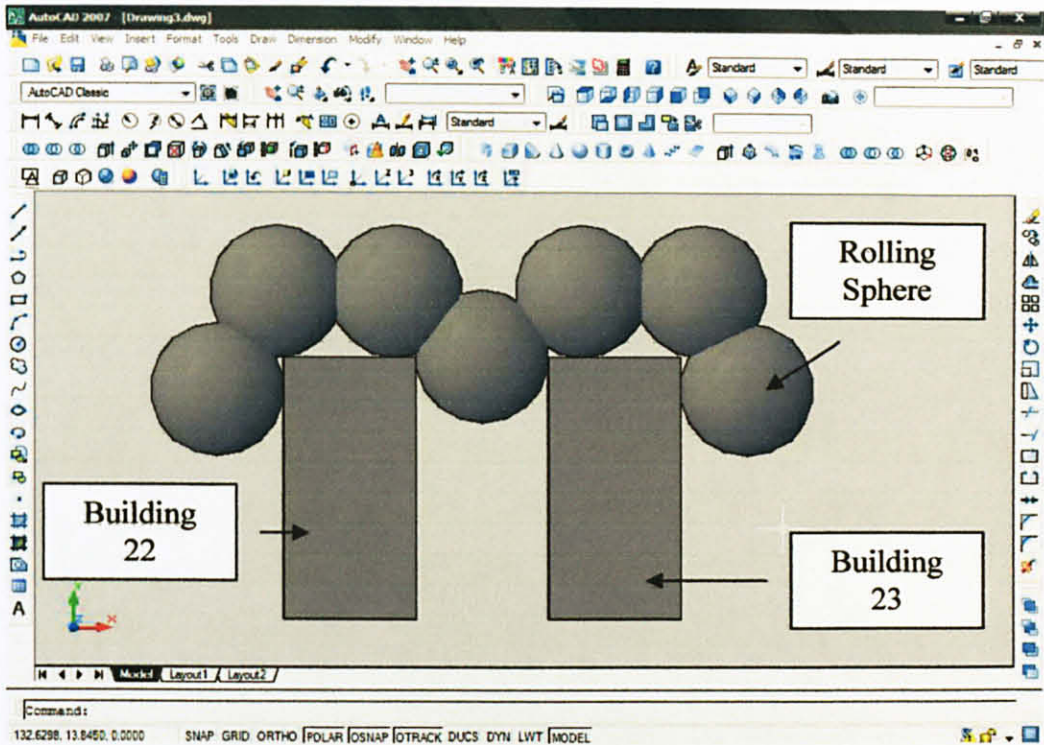 AutoCAD 2007 - [Drawing3.dwg]
File Edit View Insert Format Tools Draw Dimension Modify Window Help
Standard Standard Standard
AutoCAD Classic
Standard
Rolling
Sphere
Building
22
Building
23
A
Model Layout1 Layout2
Command:
132.6298, 13.8450, 0.0000 SNAP GRID ORTHO POLAR OSNAP OTRACK DUCS DYN LWT MODEL